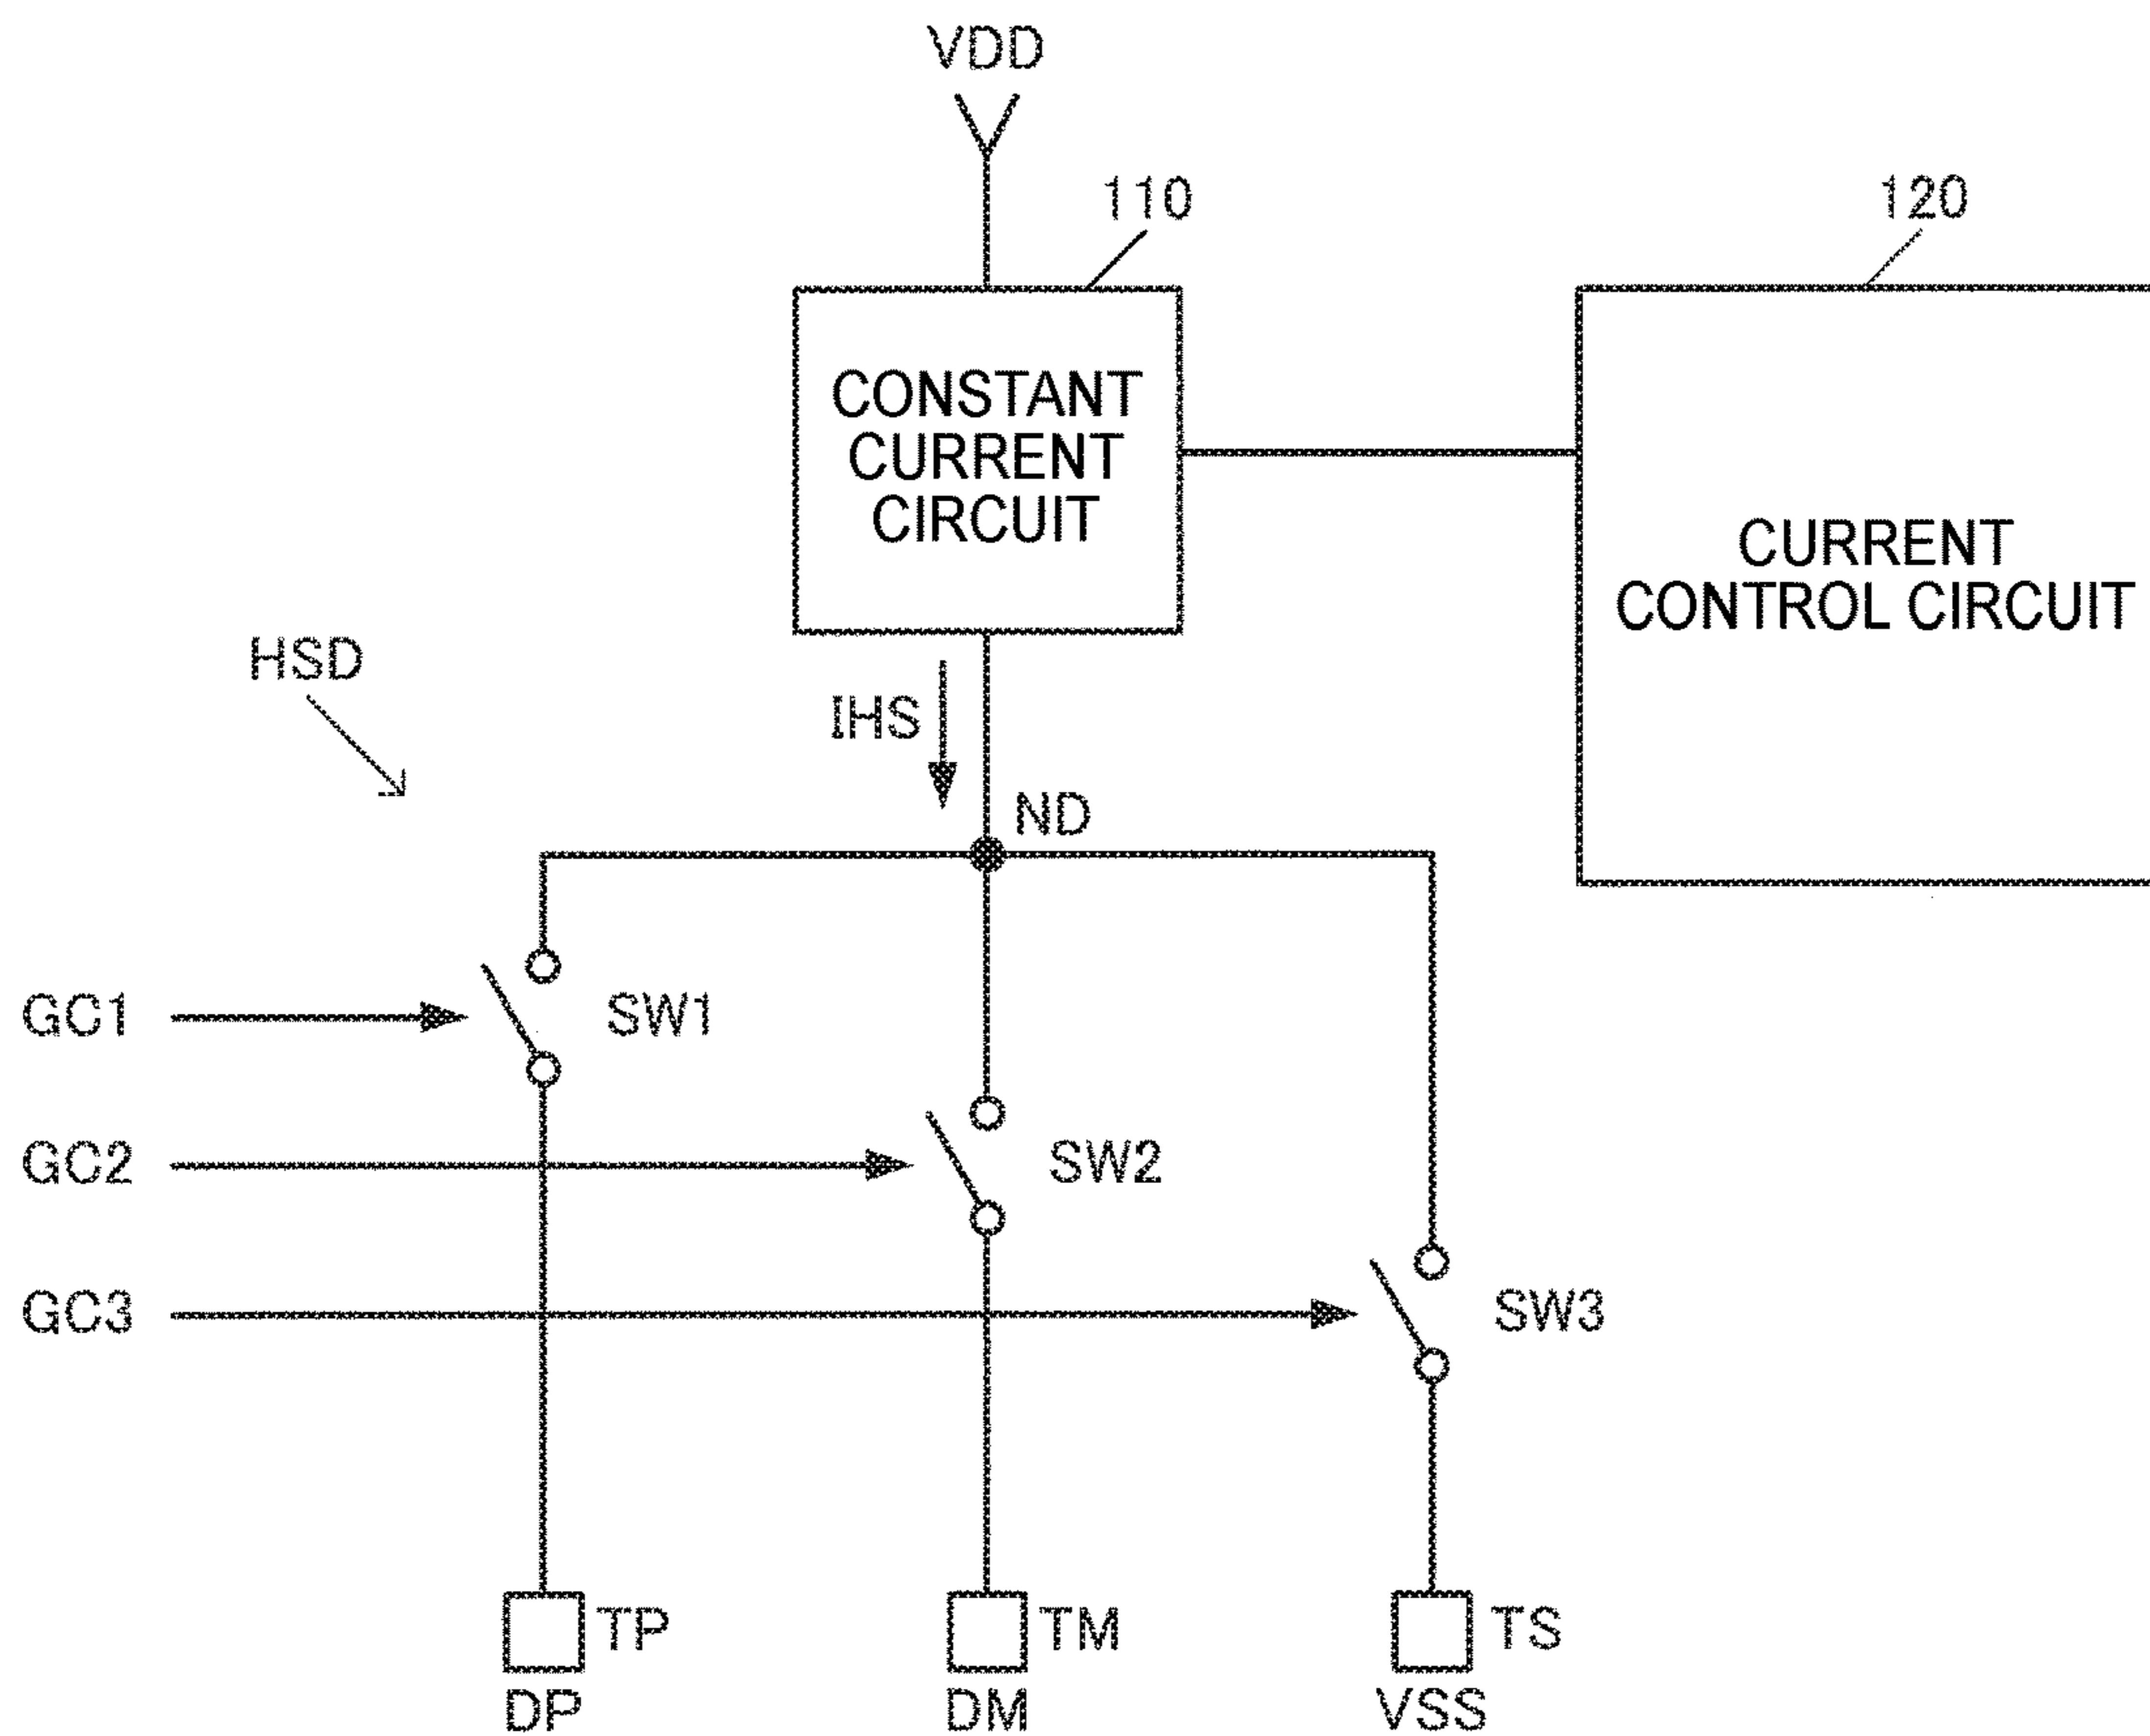 VDD
110
120
CONSTANT
CURRENT
CIRCUIT
CURRENT
CONTROL CIRCUIT
HSD
IHS
ND
GC1
SW1
GC2
SW2
GC3
SW3
TP
TM
TS
DP
DM
VSS